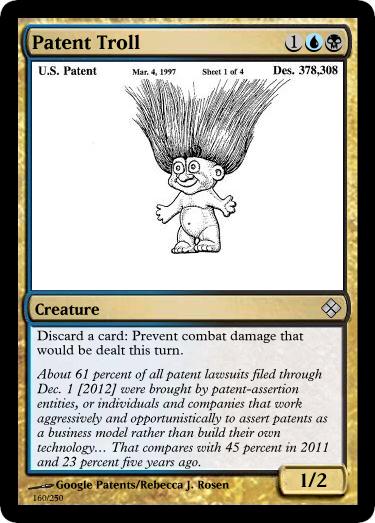 Patent Troll 1
U.S. Patent Mar. 4, 1997 Sheet 1 of 4 Des. 378,308
Creature
Discard a card: Prevent combat damage that
would be dealt this turn.
About 61 percent of all patent lawsuits filed through
Dec. 1 [2012] were brought by patent-assertion
entities, or individuals and companies that work
aggressively and opportunistically to assert patents as
a business model rather than build their own
technology... That compares with 45 percent in 2011
and 23 percent five years ago.
1/2
Google Patents/Rebecca J. Rosen
160/250